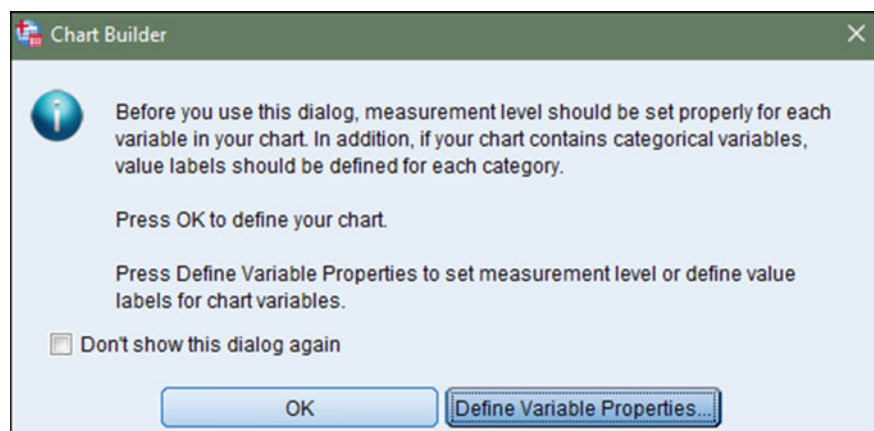 Chart Builder
Before you use this dialog, measurement level should be set properly for each
variable in your chart. In addition, if your chart contains categorical variables,
value labels should be defined for each category.
Press OK to define your chart.
Press Define Variable Properties to set measurement level or define value
labels for chart variables.
Don't show this dialog again
OK
Define Variable Properties...